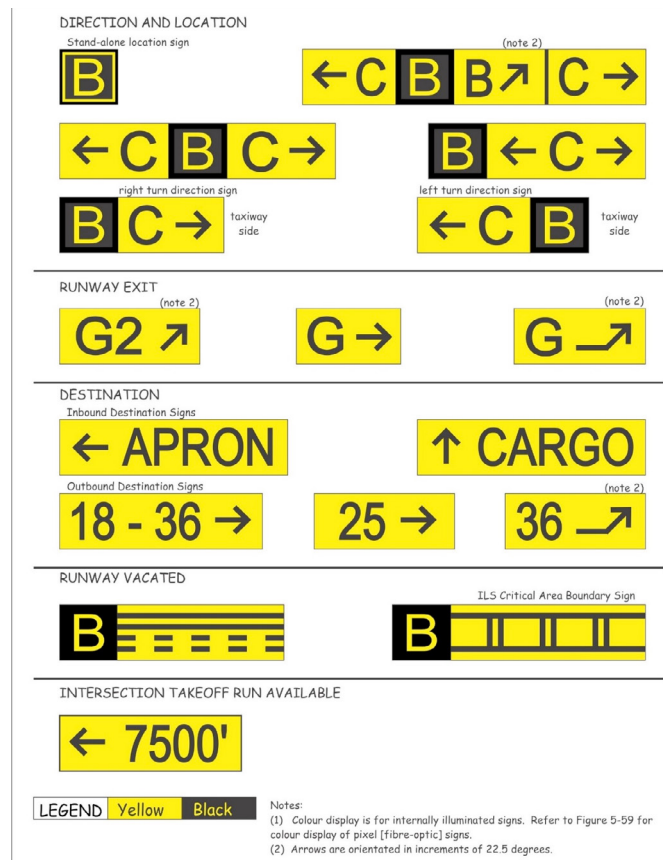 DIRECTION AND LOCATION
Stand-alone location sign
(note 2)
B
← C B B ↗ C →
← C B C →
B ← C →
right turn direction sign
left turn direction sign
B C →
taxiway
side
← C B
taxiway
side
RUNWAY EXIT
(note 2)
(note 2)
G2 ↗
G →
G ↗
DESTINATION
Inbound Destination Signs
← APRON
↑ CARGO
Outbound Destination Signs
(note 2)
18 - 36 →
25 →
36 ↗
RUNWAY VACATED
ILS Critical Area Boundary Sign
B
B
INTERSECTION TAKEOFF RUN AVAILABLE
← 7500'
LEGEND Yellow Black
Notes:
(1) Colour display is for internally illuminated signs. Refer to Figure 5-59 for
colour display of pixel [fibre-optic] signs.
(2) Arrows are orientated in increments of 22.5 degrees.